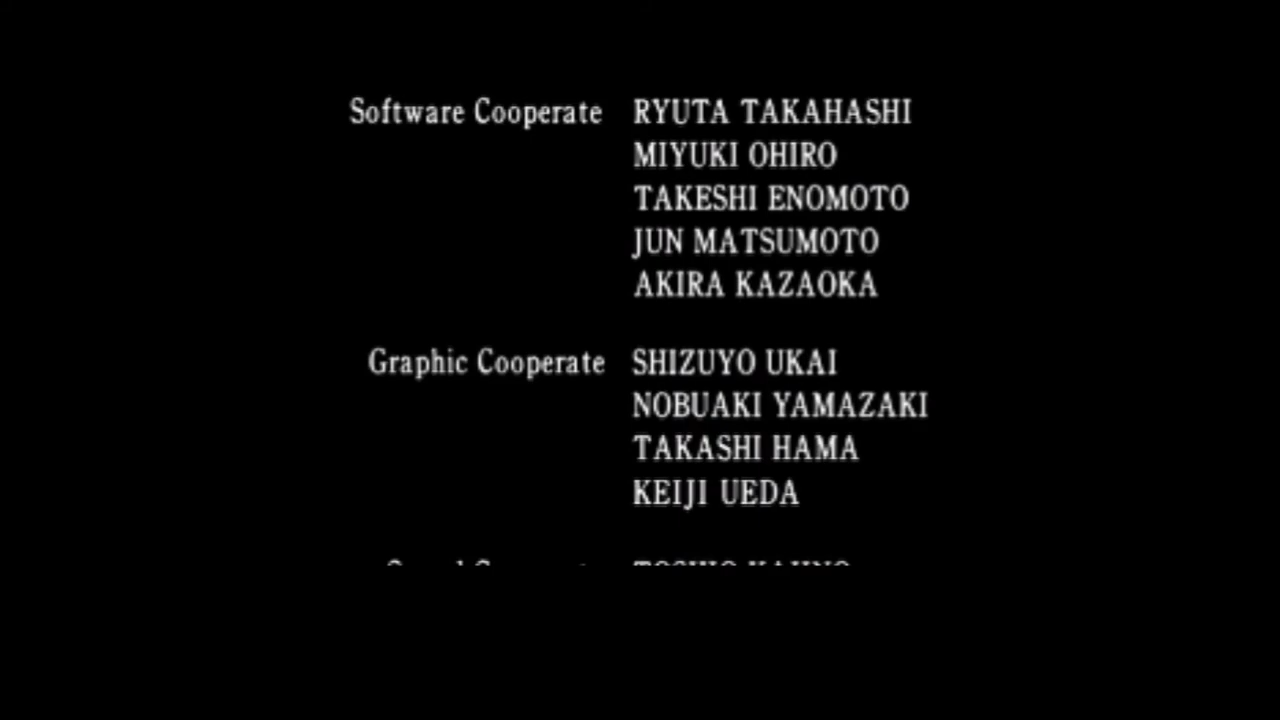 Software Cooperate RYUTA TAKAHASHI
MIYUKI OHIRO
TAKESHI ENOMOTO
JUN MATSUMOTO
AKIRA KAZAOKA
Graphic Cooperate SHIZUYO UKAI
NOBUAKI YAMAZAKI
TAKASHI HAMA
KEIJI UEDA